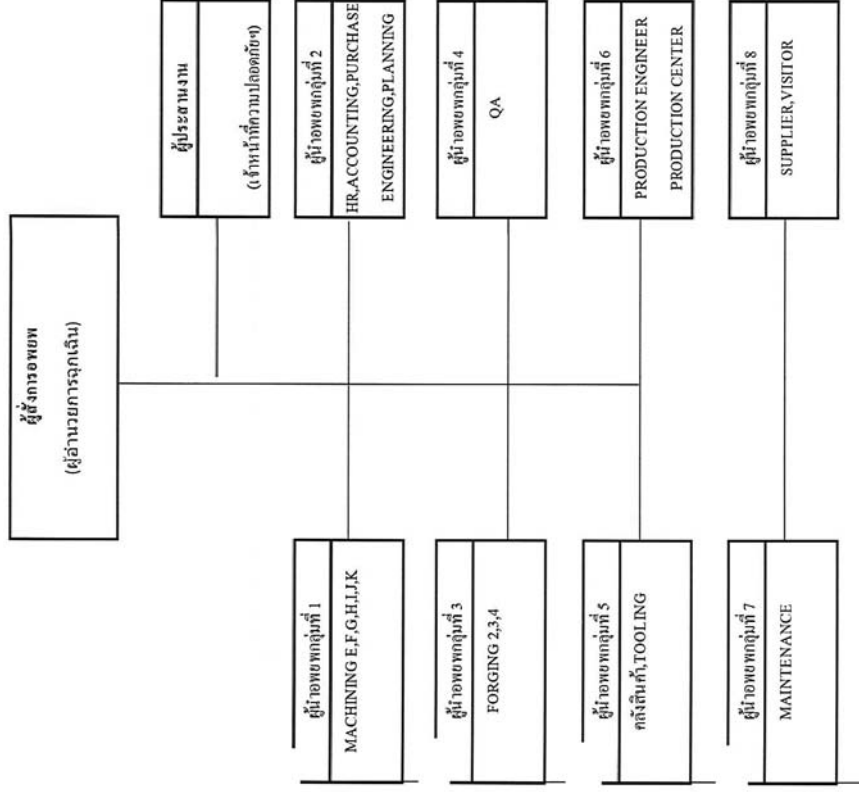 ผู้สั่งการอพยพ
(ผู้อำนวยการฉุกเฉิน)
ผู้ประสานงาน
(เจ้าหน้าที่ความปลอดภัยฯ)
ผู้นำอพยพกลุ่มที่ 1
MACHINING E,F,G,H,I,J,K
ผู้นำอพยพกลุ่มที่ 2
HR,ACCOUNTING,PURCHASE
ENGINEERING,PLANNING
ผู้นำอพยพกลุ่มที่ 3
FORGING 2,3,4
ผู้นำอพยพกลุ่มที่ 4
QA
ผู้นำอพยพกลุ่มที่ 5
คลังสินค้า,TOOLING
ผู้นำอพยพกลุ่มที่ 6
PRODUCTION ENGINEER
PRODUCTION CENTER
ผู้นำอพยพกลุ่มที่ 7
MAINTENANCE
ผู้นำอพยพกลุ่มที่ 8
SUPPLIER,VISITOR